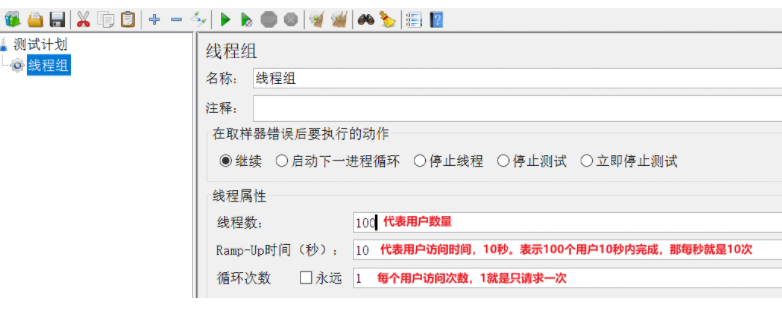 测试计划
线程组
线程组
名称: 线程组
注释:
在取样器错误后要执行的动作
继续 启动下一进程循环 停止线程 停止测试 立即停止测试
线程属性
线程数: 100 代表用户数量
Ramp-Up时间（秒）: 10 代表用户访问时间，10秒。表示100个用户10秒内完成，那每秒就是10次
循环次数 永远 1 每个用户访问次数，1就是只请求一次